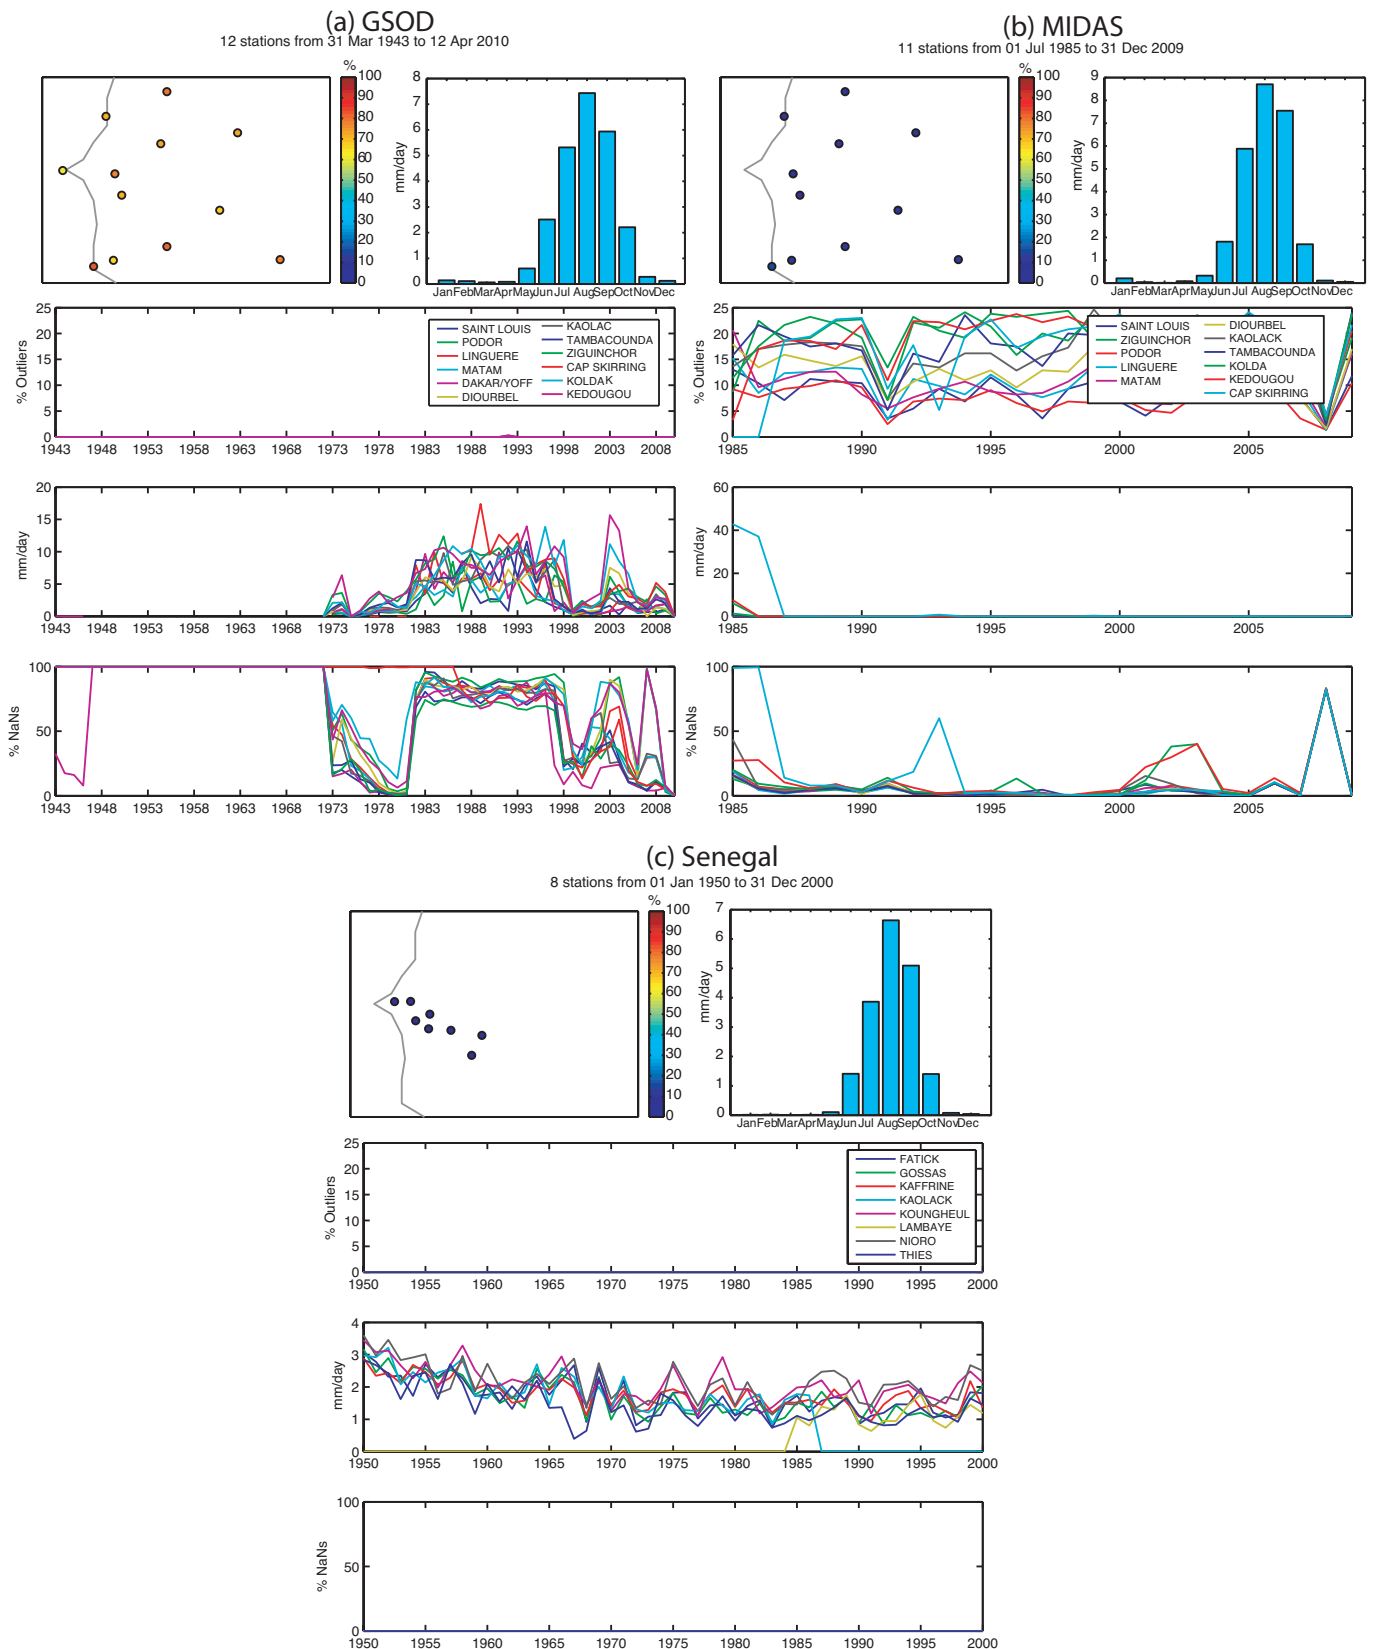 (a) GSOD
12 stations from 31 Mar 1943 to 12 Apr 2010
%
100
90
80
70
60
50
40
30
20
10
0
mm/day
8
7
6
5
4
3
2
1
0
JanFebMarAprMayJun Jul AugSepOctNovDec
% Outliers
25
20
15
10
5
0
SAINT LOUIS
PODOR
LINGUERE
MATAM
DAKAR/YOFF
DIOURBEL
KAOLAC
TAMBACOUNDA
ZIGUINCHOR
CAP SKIRRING
KOLDAK
KEDOUGOU
1943 1948 1953 1958 1963 1968 1973 1978 1983 1988 1993 1998 2003 2008
mm/day
20
15
10
5
0
1943 1948 1953 1958 1963 1968 1973 1978 1983 1988 1993 1998 2003 2008
% NaNs
100
50
0
1943 1948 1953 1958 1963 1968 1973 1978 1983 1988 1993 1998 2003 2008
(b) MIDAS
11 stations from 01 Jul 1985 to 31 Dec 2009
%
100
90
80
70
60
50
40
30
20
10
0
mm/day
9
8
7
6
5
4
3
2
1
0
JanFebMarAprMayJun Jul AugSepOctNovDec
% Outliers
25
20
15
10
5
0
SAINT LOUIS
ZIGUINCHOR
PODOR
LINGUERE
MATAM
DIOURBEL
KAOLACK
TAMBACOUNDA
KOLDA
KEDOUGOU
CAP SKIRRING
1985 1990 1995 2000 2005
mm/day
60
40
20
0
1985 1990 1995 2000 2005
% NaNs
100
50
0
1985 1990 1995 2000 2005
(c) Senegal
8 stations from 01 Jan 1950 to 31 Dec 2000
%
100
90
80
70
60
50
40
30
20
10
0
mm/day
7
6
5
4
3
2
1
0
JanFebMarAprMayJun Jul AugSepOctNovDec
% Outliers
25
20
15
10
5
0
FATICK
GOSSAS
KAFFRINE
KAOLACK
KOUNGHEUL
LAMBAYE
NIORO
THIES
1950 1955 1960 1965 1970 1975 1980 1985 1990 1995 2000
mm/day
4
3
2
1
0
1950 1955 1960 1965 1970 1975 1980 1985 1990 1995 2000
% NaNs
100
50
0
1950 1955 1960 1965 1970 1975 1980 1985 1990 1995 2000